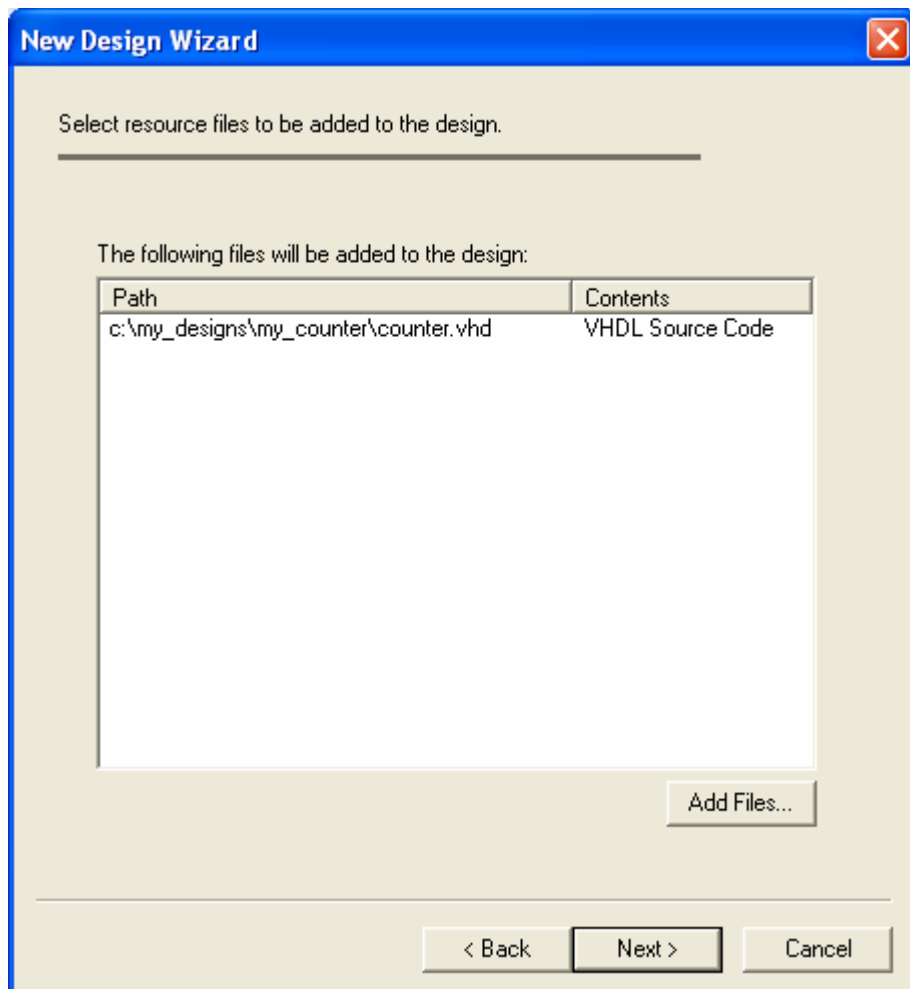 New Design Wizard
Select resource files to be added to the design.
The following files will be added to the design:
Path Contents
c:\my_designs\my_counter\counter.vhd VHDL Source Code
Add Files...
< Back Next > Cancel